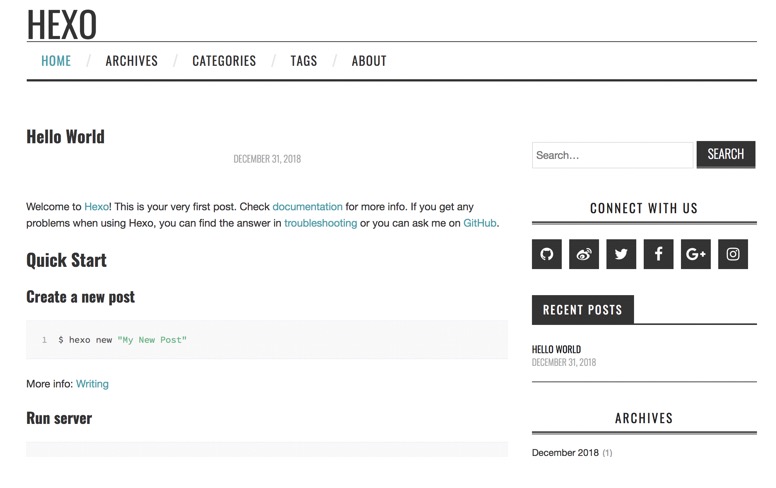 HEXO
HOME / ARCHIVES / CATEGORIES / TAGS / ABOUT
Hello World
DECEMBER 31, 2018
Welcome to Hexo! This is your very first post. Check documentation for more info. If you get any
problems when using Hexo, you can find the answer in troubleshooting or you can ask me on GitHub.
Quick Start
Create a new post
1 $ hexo new "My New Post"
More info: Writing
Run server
Search...
SEARCH
CONNECT WITH US
G+
RECENT POSTS
HELLO WORLD
DECEMBER 31, 2018
ARCHIVES
December 2018 (1)